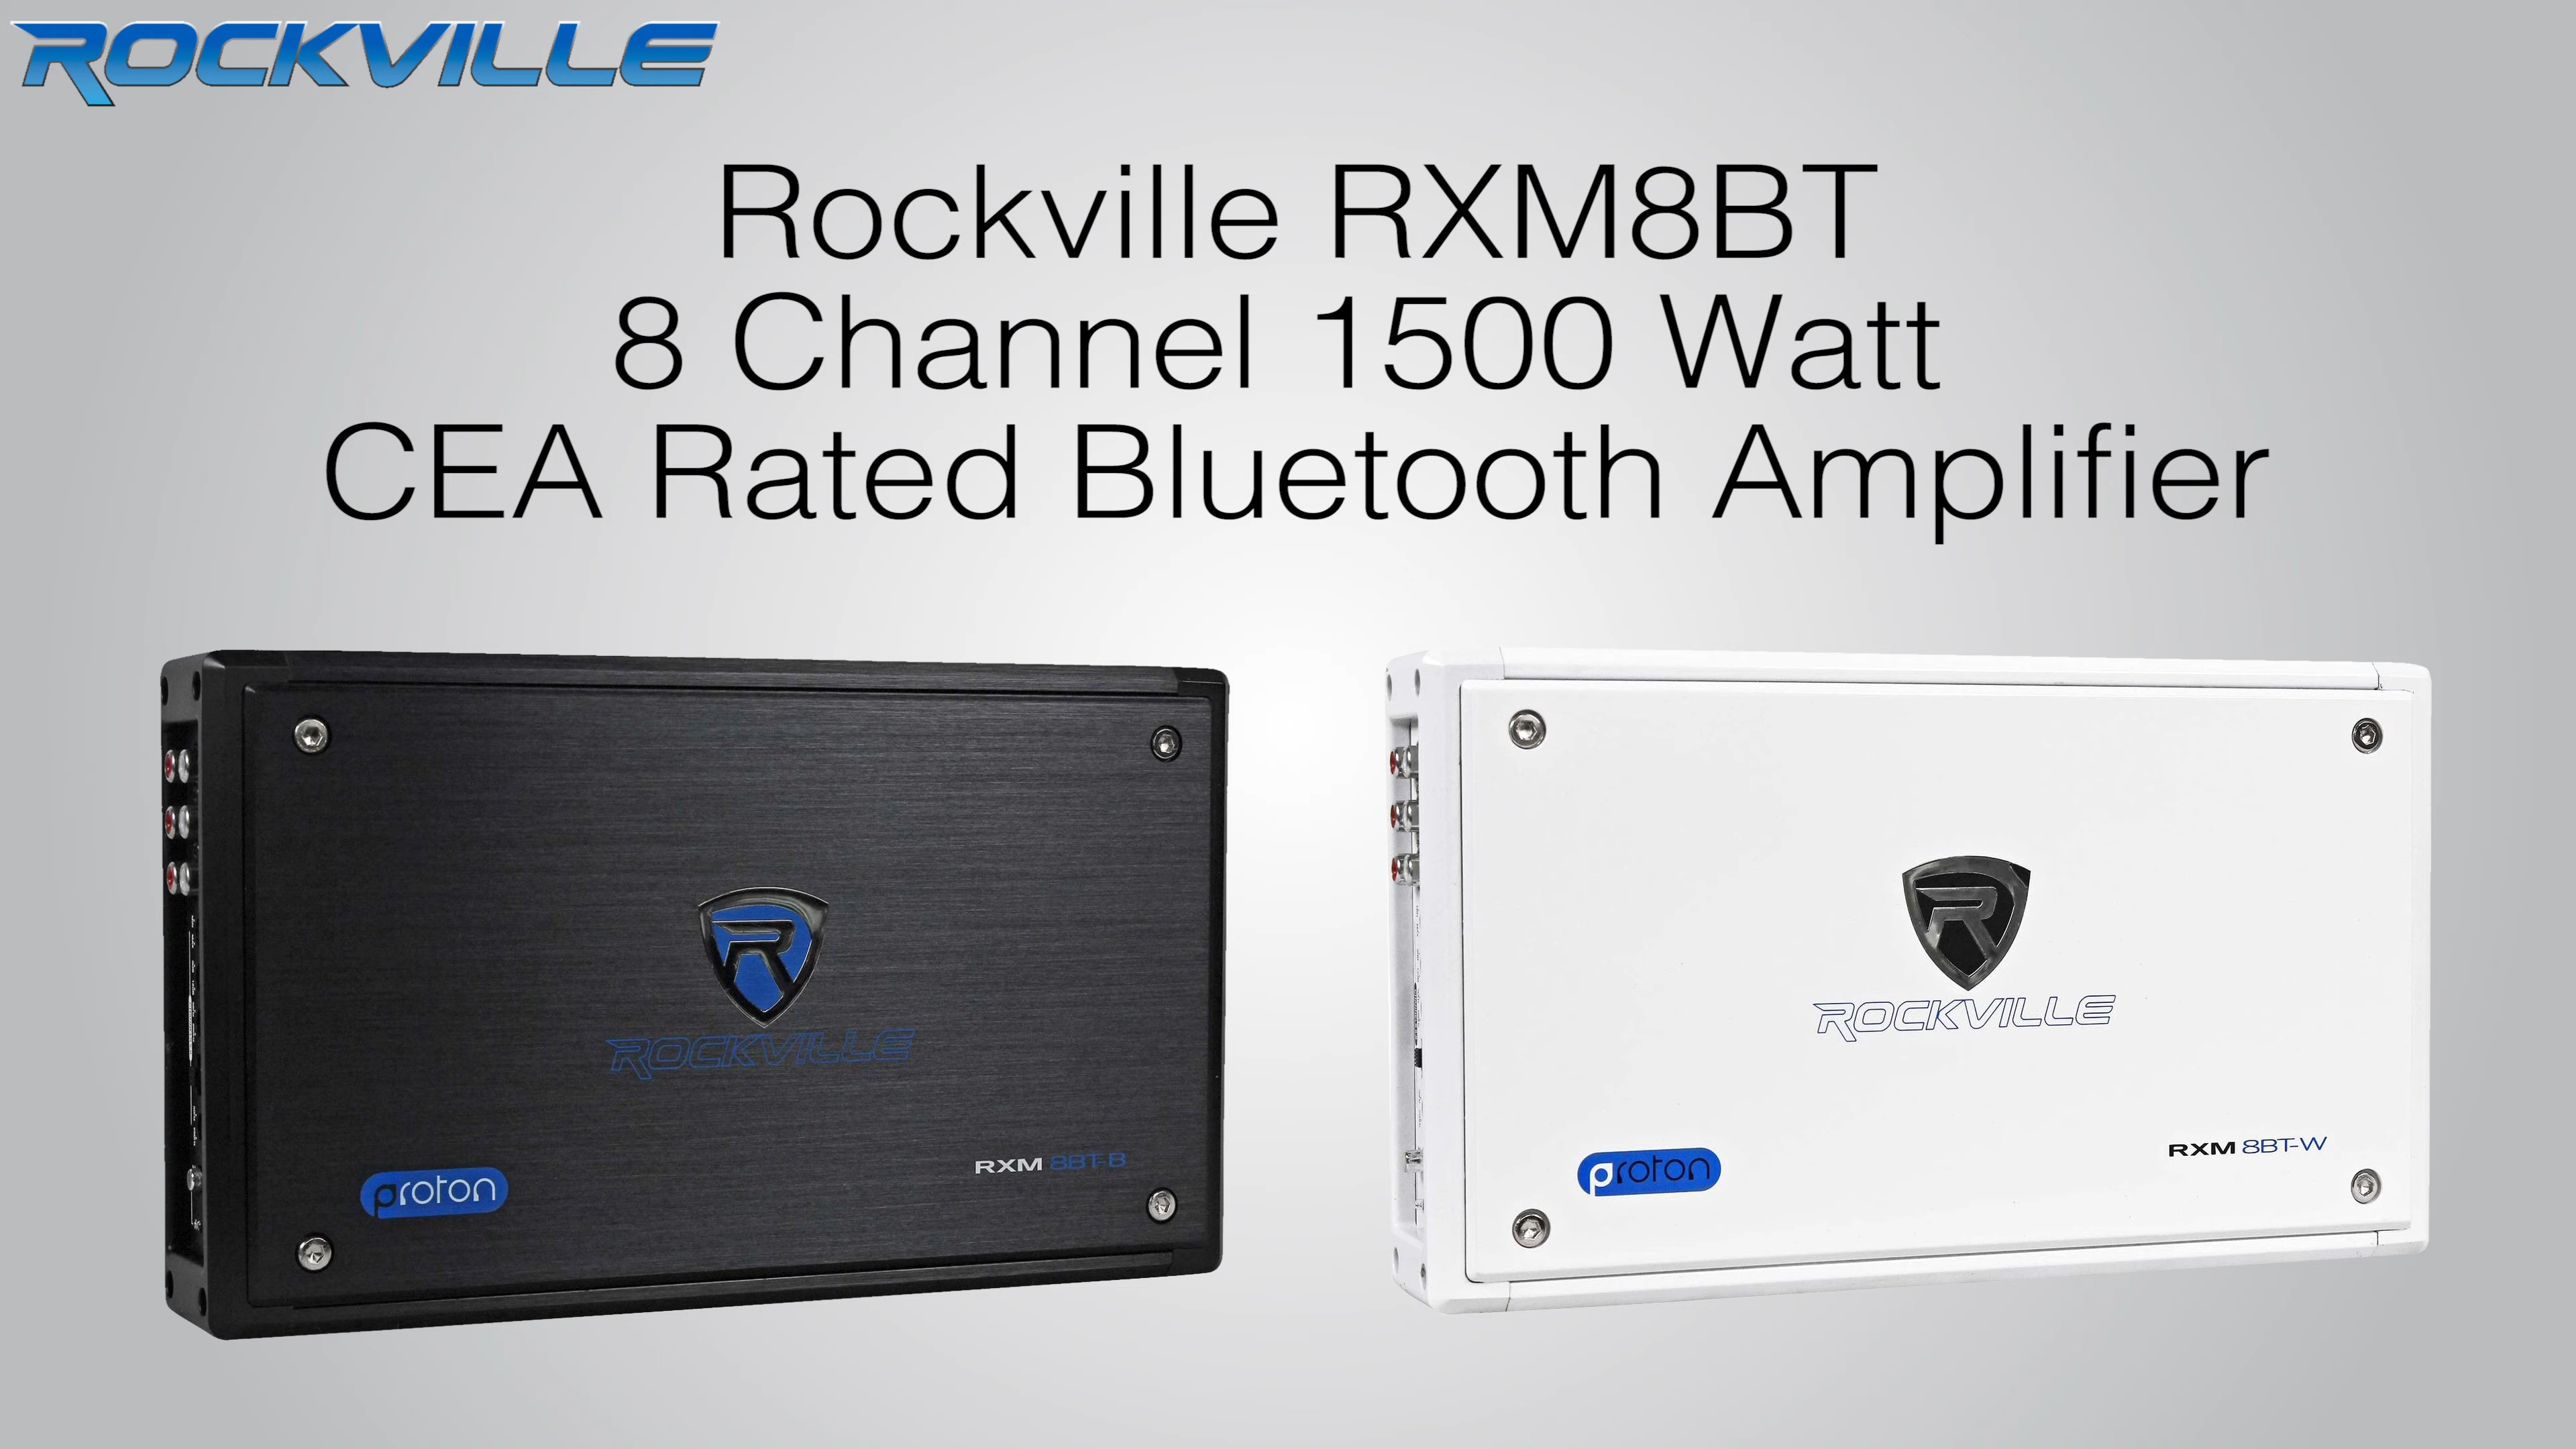 ROCKVILLE
Rockville RXM8BT
8 Channel 1500 Watt
CEA Rated Bluetooth Amplifier
R
ROCKVILLE
RXM 8BT-B
proton
R
ROCKVILLE
RXM 8BT-W
proton